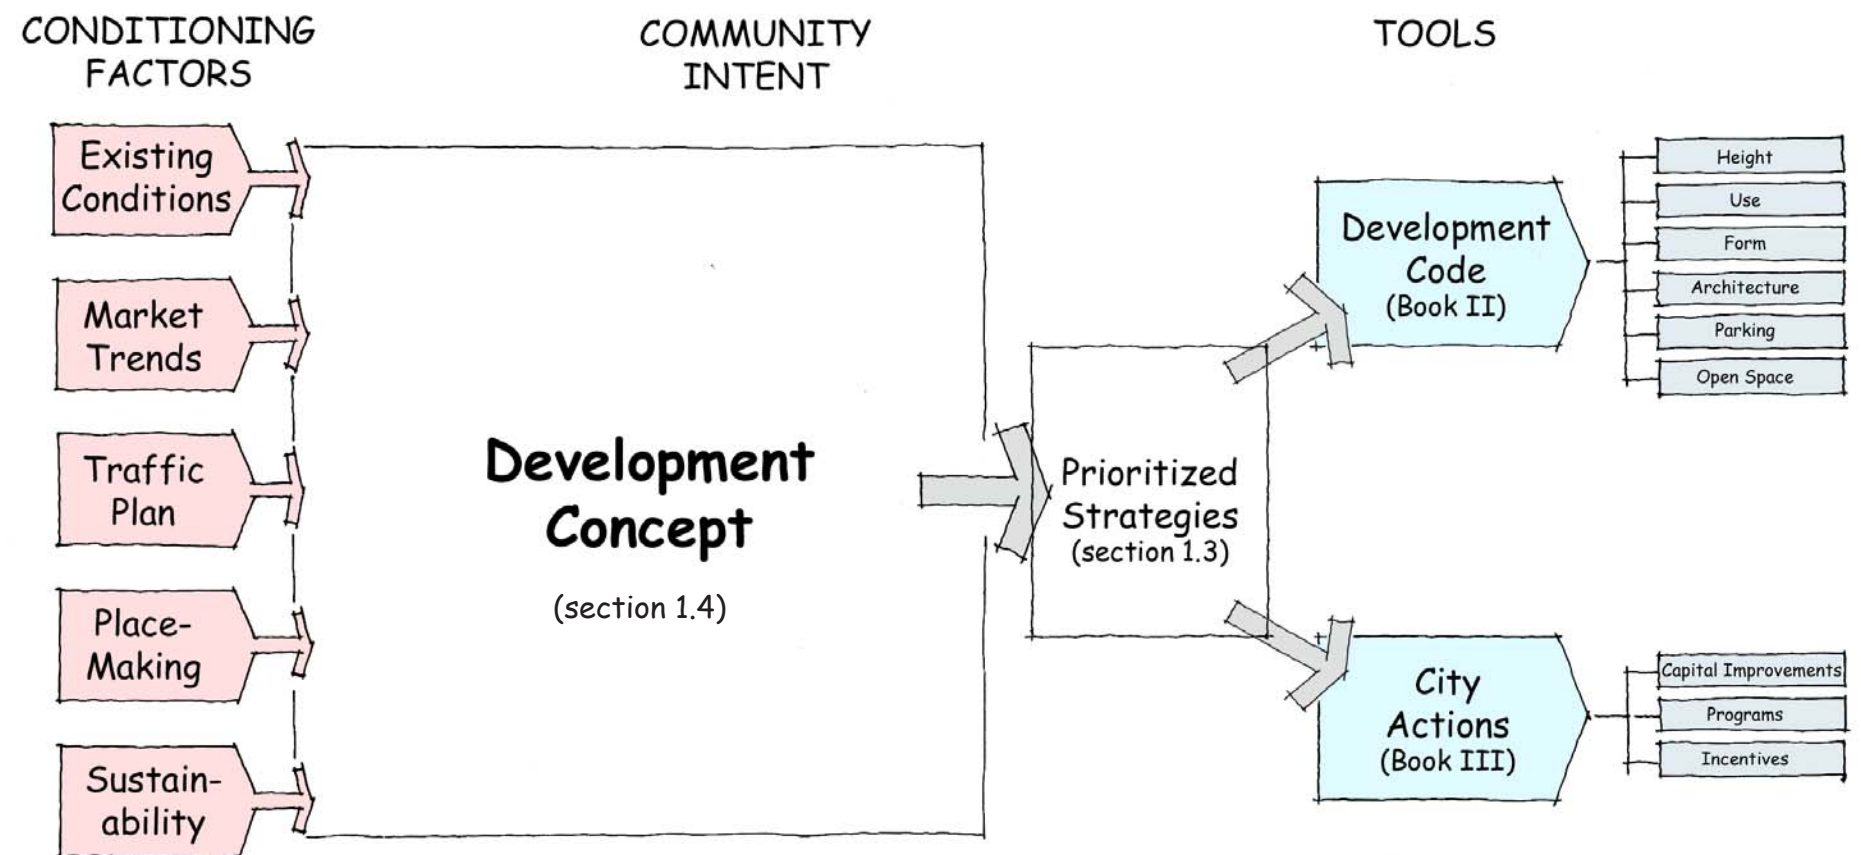 CONDITIONING
FACTORS
COMMUNITY
INTENT
TOOLS
Existing
Conditions
Market
Trends
Traffic
Plan
Place-
Making
Sustain-
ability
Development
Concept
(section 1.4)
Prioritized
Strategies
(section 1.3)
Development
Code
(Book II)
Height
Use
Form
Architecture
Parking
Open Space
City
Actions
(Book III)
Capital Improvements
Programs
Incentives